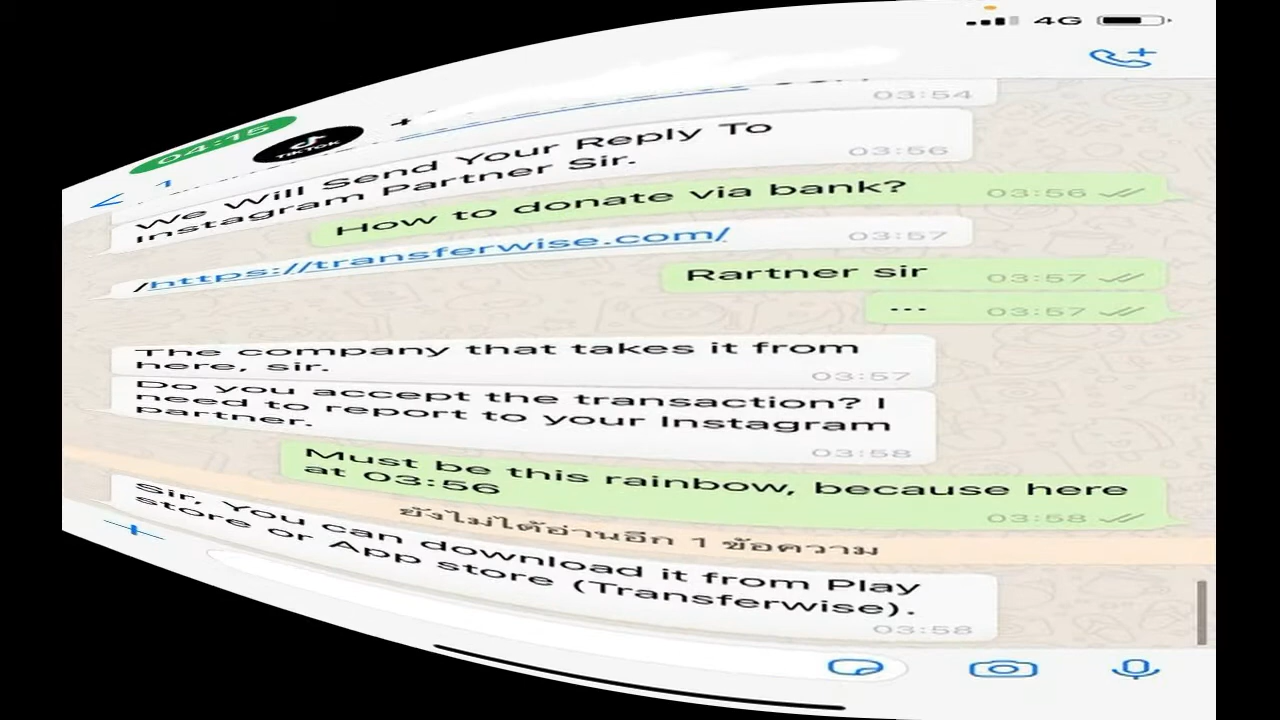 4G
04:15
TIKTOK
1
03:54
We Will Send Your Reply To
Instagram Partner Sir.
03:56
How to donate via bank?
03:56
/https://transferwise.com/
03:57
Rartner sir
03:57
...
03:57
The company that takes it from
here, sir.
03:57
Do you accept the transaction? I
need to report to your Instagram
partner.
03:58
Must be this rainbow, because here
at 03:56
03:58
ยังไม่ได้อ่านอีก 1 ข้อความ
Sir, You can download it from Play
store or App store (Transferwise).
03:58